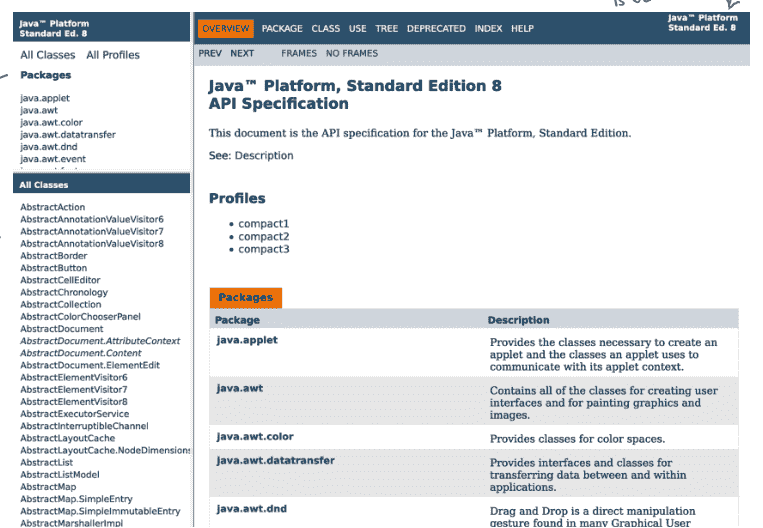 is
Java™ Platform
Standard Ed. 8
All Classes All Profiles
Packages
java.applet
java.awt
java.awt.color
java.awt.datatransfer
java.awt.dnd
java.awt.event
All Classes
AbstractAction
AbstractAnnotationValueVisitor6
AbstractAnnotationValueVisitor7
AbstractAnnotationValueVisitor8
AbstractBorder
AbstractButton
AbstractCellEditor
AbstractChronology
AbstractCollection
AbstractColorChooserPanel
AbstractDocument
AbstractDocument.AttributeContext
AbstractDocument.Content
AbstractDocument.ElementEdit
AbstractElementVisitor6
AbstractElementVisitor7
AbstractElementVisitor8
AbstractExecutorService
AbstractInterruptibleChannel
AbstractLayoutCache
AbstractLayoutCache.NodeDimensions
AbstractList
AbstractListModel
AbstractMap
AbstractMap.SimpleEntry
AbstractMap.SimpleImmutableEntry
AbstractMarshallerImpl
OVERVIEW PACKAGE CLASS USE TREE DEPRECATED INDEX HELP
Java™ Platform
Standard Ed. 8
PREV NEXT FRAMES NO FRAMES
Java™ Platform, Standard Edition 8
API Specification
This document is the API specification for the Java™ Platform, Standard Edition.
See: Description
Profiles
• compact1
• compact2
• compact3
Packages
Package Description
java.applet Provides the classes necessary to create an
applet and the classes an applet uses to
communicate with its applet context.
java.awt Contains all of the classes for creating user
interfaces and for painting graphics and
images.
java.awt.color Provides classes for color spaces.
java.awt.datatransfer Provides interfaces and classes for
transferring data between and within
applications.
java.awt.dnd Drag and Drop is a direct manipulation
gesture found in many Graphical User